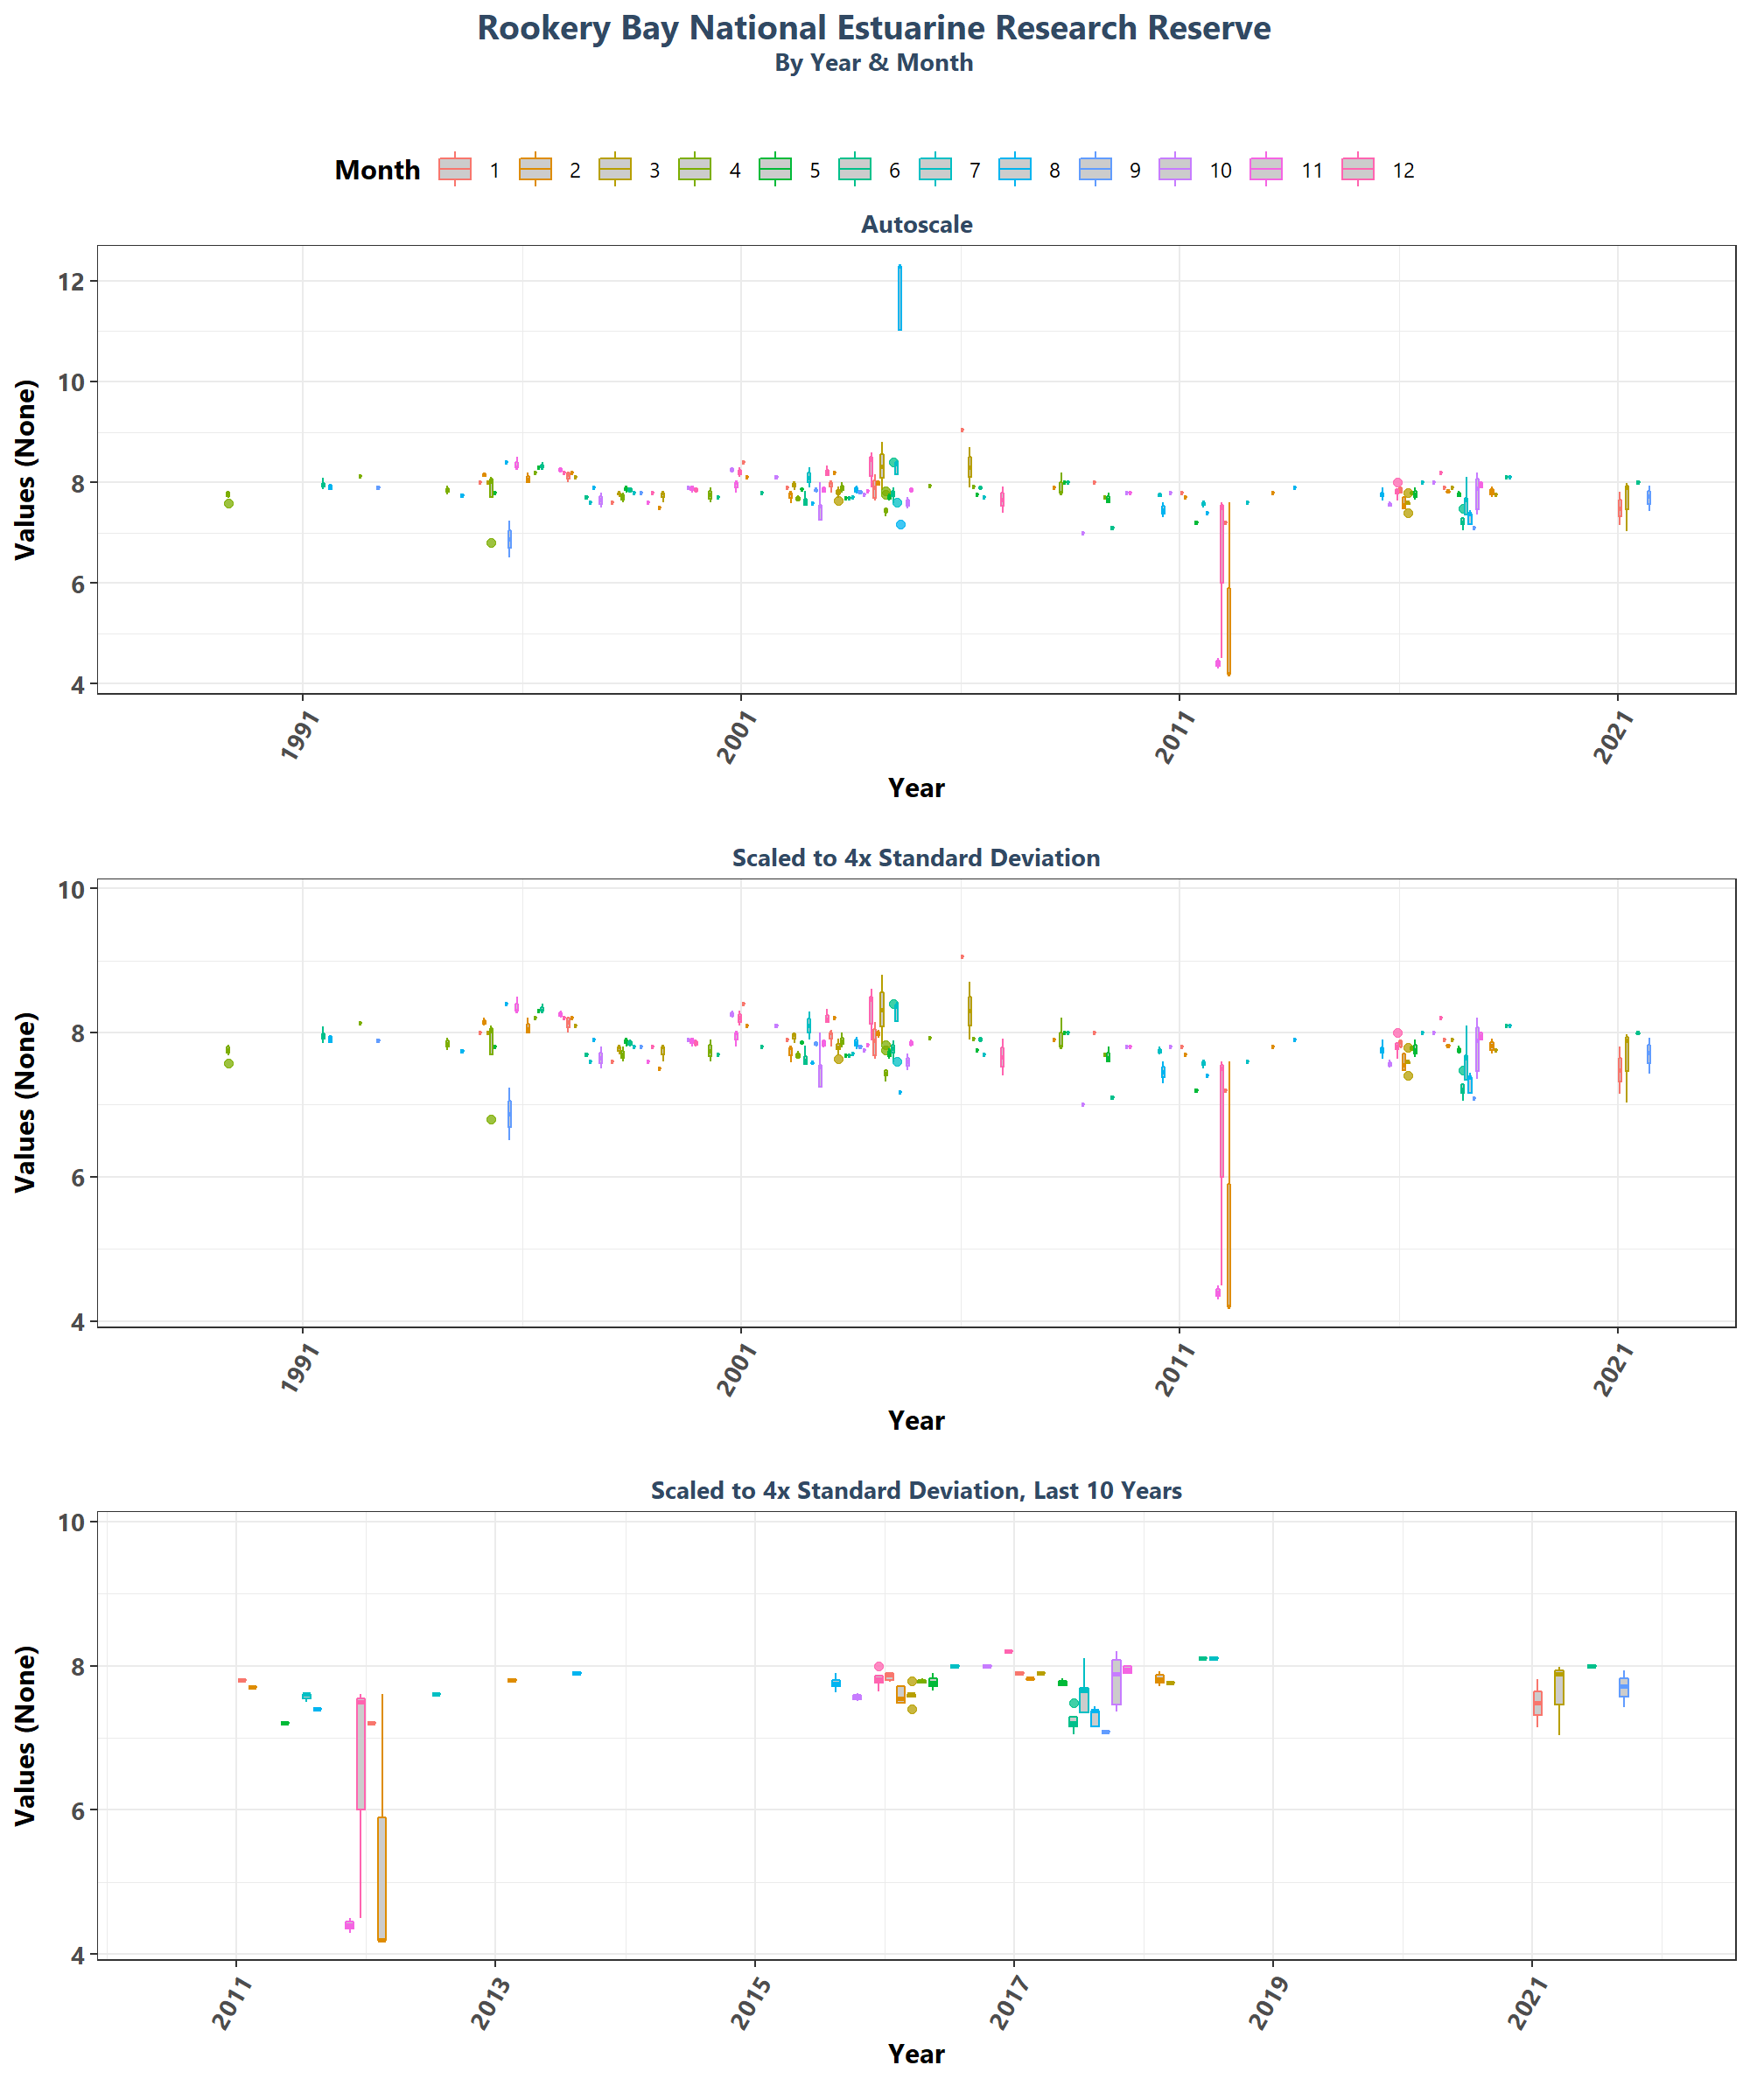 Rookery Bay National Estuarine Research Reserve
By Year & Month
Month 1 2 3 4 5 6 7 8 9 10 11 12
Autoscale
12
10
8
6
4
Values (None)
1991 2001 2011 2021
Year
Scaled to 4x Standard Deviation
10
8
6
4
Values (None)
1991 2001 2011 2021
Year
Scaled to 4x Standard Deviation, Last 10 Years
10
8
6
4
Values (None)
2011 2013 2015 2017 2019 2021
Year